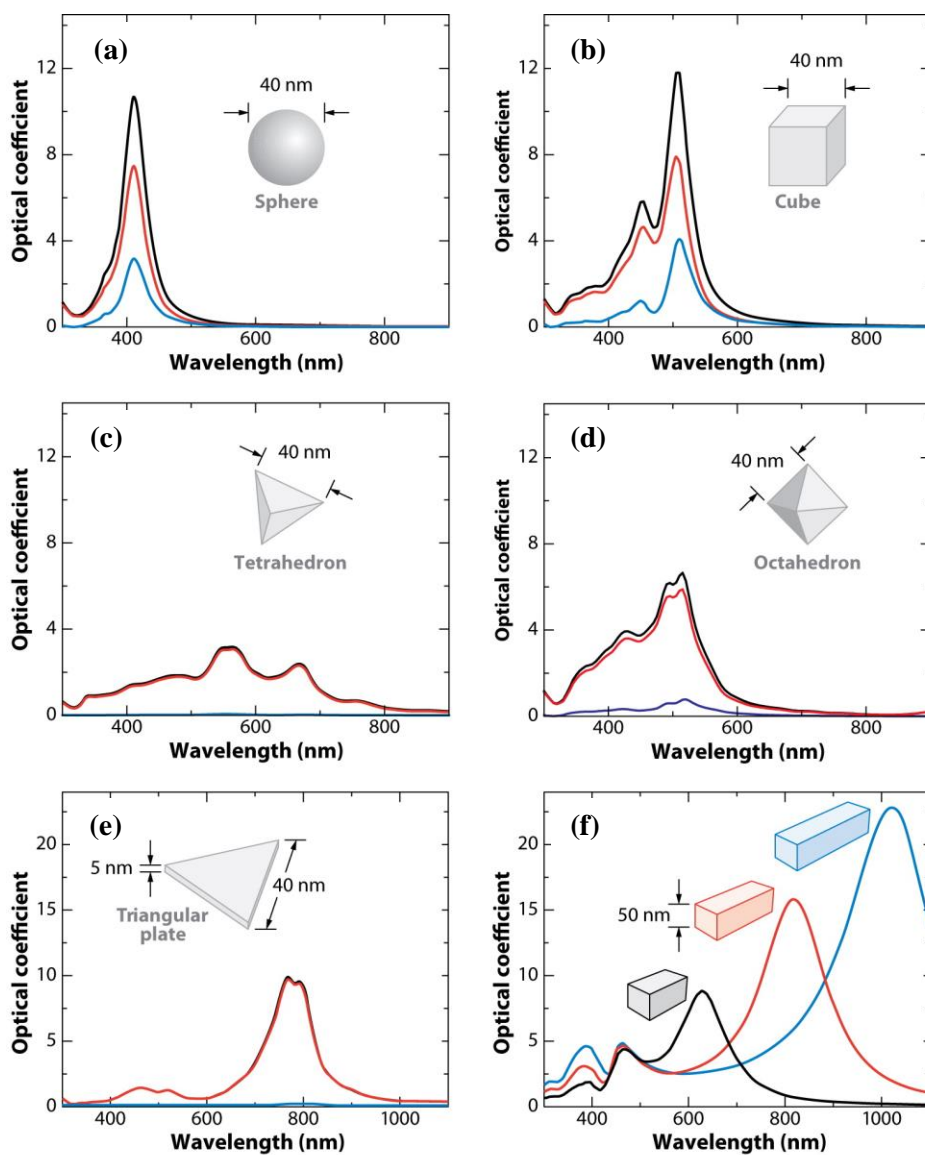 (a)
Optical coefficient
12
8
4
0
40 nm
Sphere
400 600 800
Wavelength (nm)
(b)
Optical coefficient
12
8
4
0
40 nm
Cube
400 600 800
Wavelength (nm)
(c)
Optical coefficient
12
8
4
0
40 nm
Tetrahedron
400 600 800
Wavelength (nm)
(d)
Optical coefficient
12
8
4
0
40 nm
Octahedron
400 600 800
Wavelength (nm)
(e)
Optical coefficient
20
15
10
5
0
5 nm
40 nm
Triangular
plate
400 600 800 1000
Wavelength (nm)
(f)
Optical coefficient
20
15
10
5
0
50 nm
400 600 800 1000
Wavelength (nm)